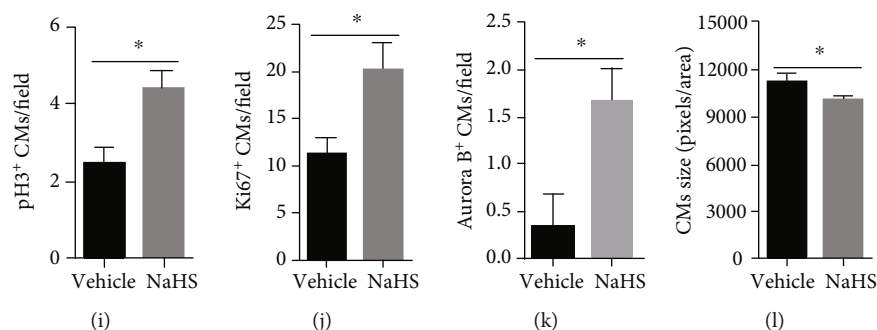 pH3⁺ CMs/field
6
4
2
0
*
Vehicle NaHS
(i)
Ki67⁺ CMs/field
25
20
15
10
5
0
*
Vehicle NaHS
(j)
Aurora B⁺ CMs/field
2.5
2.0
1.5
1.0
0.5
0.0
*
Vehicle NaHS
(k)
CMs size (pixels/area)
15000
12000
9000
6000
3000
0
*
Vehicle NaHS
(l)